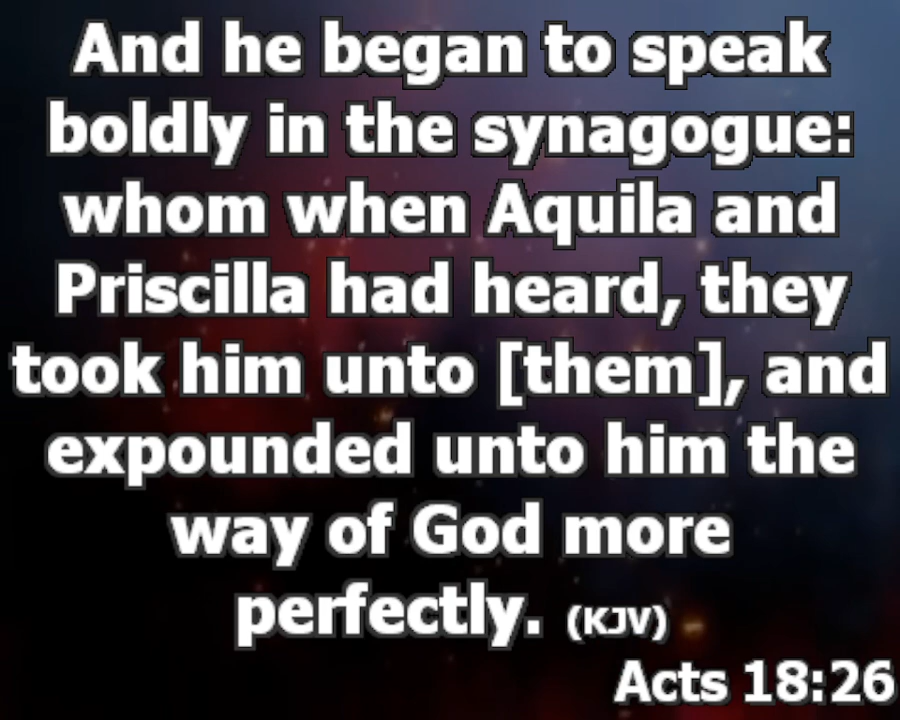 And he began to speak
boldly in the synagogue:
whom when Aquila and
Priscilla had heard, they
took him unto [them], and
expounded unto him the
way of God more
perfectly. (KJV)
Acts 18:26